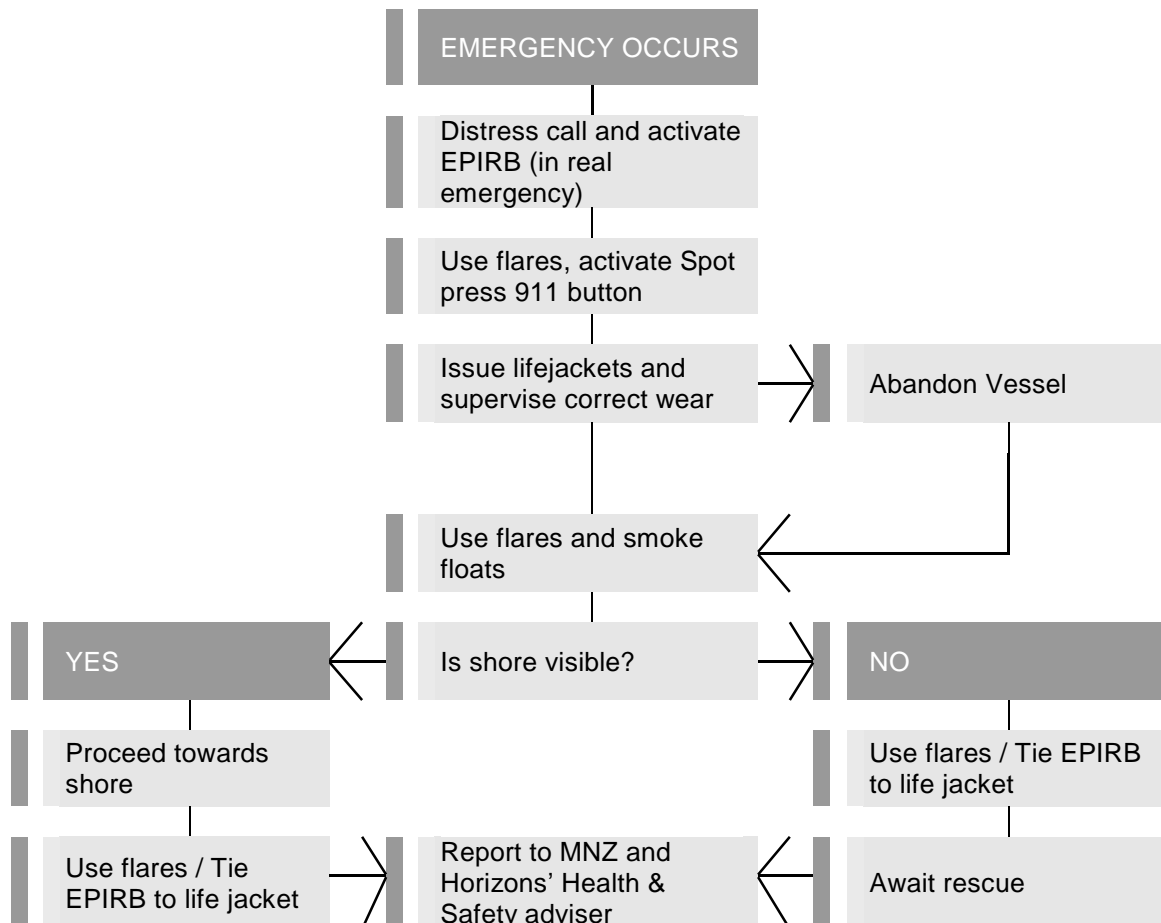 EMERGENCY OCCURS
Distress call and activate
EPIRB (in real
emergency)
Use flares, activate Spot
press 911 button
Issue lifejackets and
supervise correct wear
Abandon Vessel
Use flares and smoke
floats
YES
Is shore visible?
NO
Proceed towards
shore
Use flares / Tie EPIRB
to life jacket
Use flares / Tie
EPIRB to life jacket
Report to MNZ and
Horizons’ Health &
Safety adviser
Await rescue